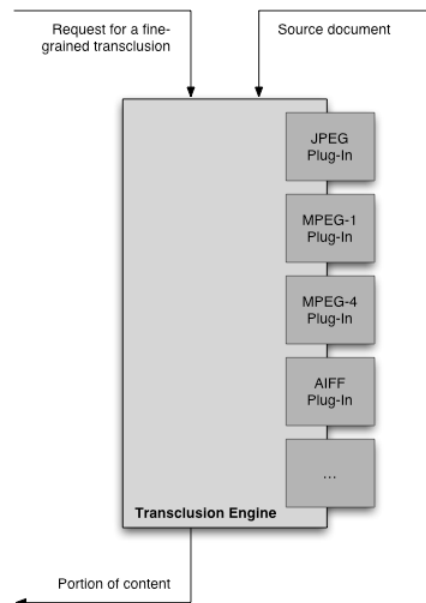 Request for a fine-
grained transclusion
Source document
JPEG
Plug-In
MPEG-1
Plug-In
MPEG-4
Plug-In
AIFF
Plug-In
...
Transclusion Engine
Portion of content